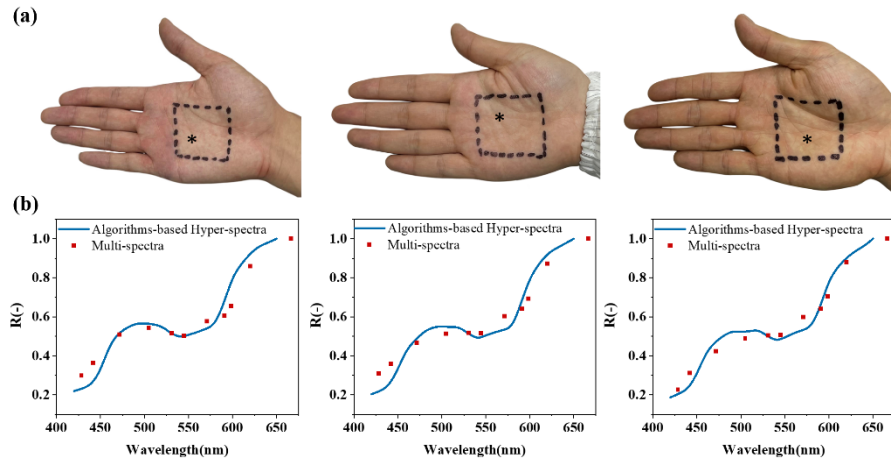 (a)
*
*
*
(b)
Algorithms-based Hyper-spectra
Multi-spectra
R(-)
1.0
0.8
0.6
0.4
0.2
400 450 500 550 600 650
Wavelength(nm)
Algorithms-based Hyper-spectra
Multi-spectra
R(-)
1.0
0.8
0.6
0.4
0.2
400 450 500 550 600 650
Wavelength(nm)
Algorithms-based Hyper-spectra
Multi-spectra
R(-)
1.0
0.8
0.6
0.4
0.2
400 450 500 550 600 650
Wavelength(nm)